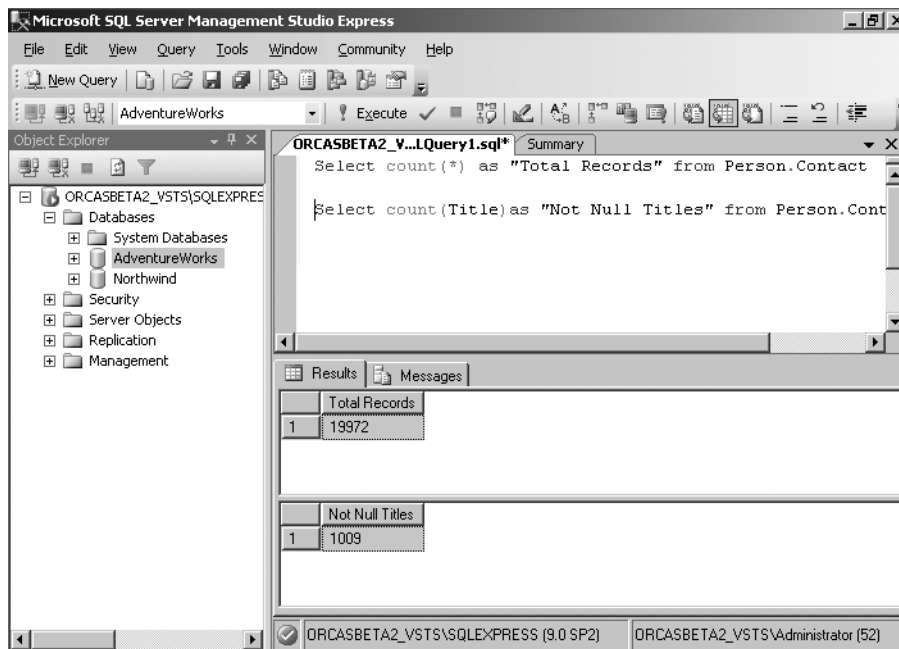 Microsoft SQL Server Management Studio Express
File Edit View Query Tools Window Community Help
New Query
AdventureWorks Execute
Object Explorer
ORCASBETA2_V...LQuery1.sql* Summary
ORCASBETA2_VSTS\SQLEXPRES
Databases
System Databases
AdventureWorks
Northwind
Security
Server Objects
Replication
Management
Select count(*) as "Total Records" from Person.Contact
Select count(Title)as "Not Null Titles" from Person.Cont
Results Messages
Total Records
1 19972
Not Null Titles
1 1009
ORCASBETA2_VSTS\SQLEXPRESS (9.0 SP2) ORCASBETA2_VSTS\Administrator (52)